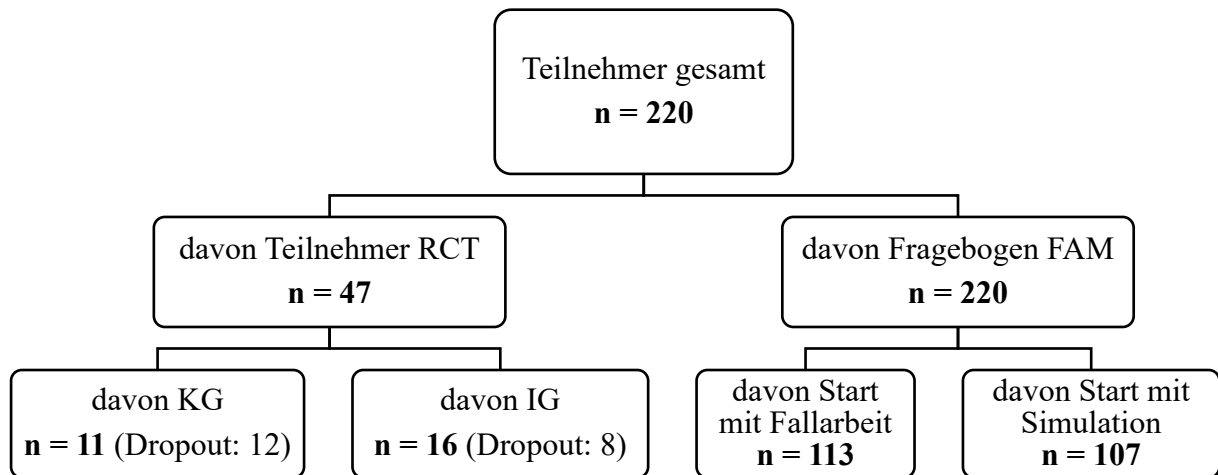 Teilnehmer gesamt
n = 220
davon Teilnehmer RCT
n = 47
davon Fragebogen FAM
n = 220
davon KG
n = 11 (Dropout: 12)
davon IG
n = 16 (Dropout: 8)
davon Start
mit Fallarbeit
n = 113
davon Start mit
Simulation
n = 107